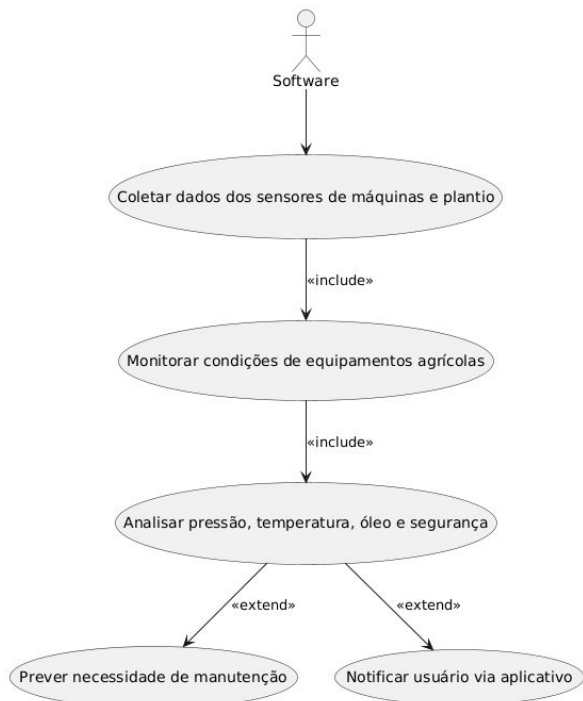 Software
Coletar dados dos sensores de máquinas e plantio
«include»
Monitorar condições de equipamentos agrícolas
«include»
Analisar pressão, temperatura, óleo e segurança
«extend»
«extend»
Prever necessidade de manutenção
Notificar usuário via aplicativo